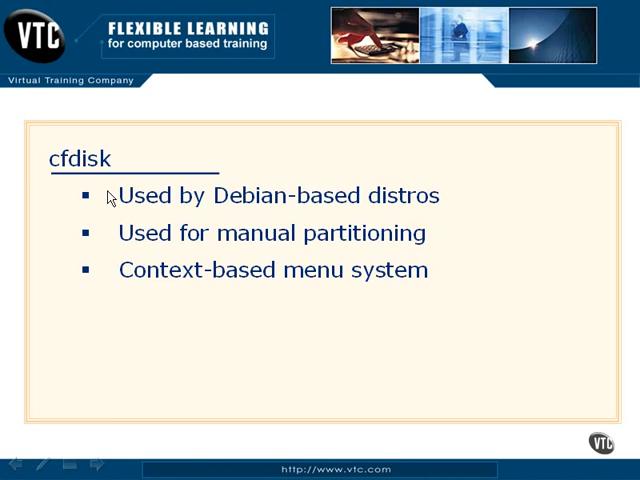 VTC
FLEXIBLE LEARNING
for computer based training
Virtual Training Company
cfdisk
Used by Debian-based distros
Used for manual partitioning
Context-based menu system
VTC
http://www.vtc.com